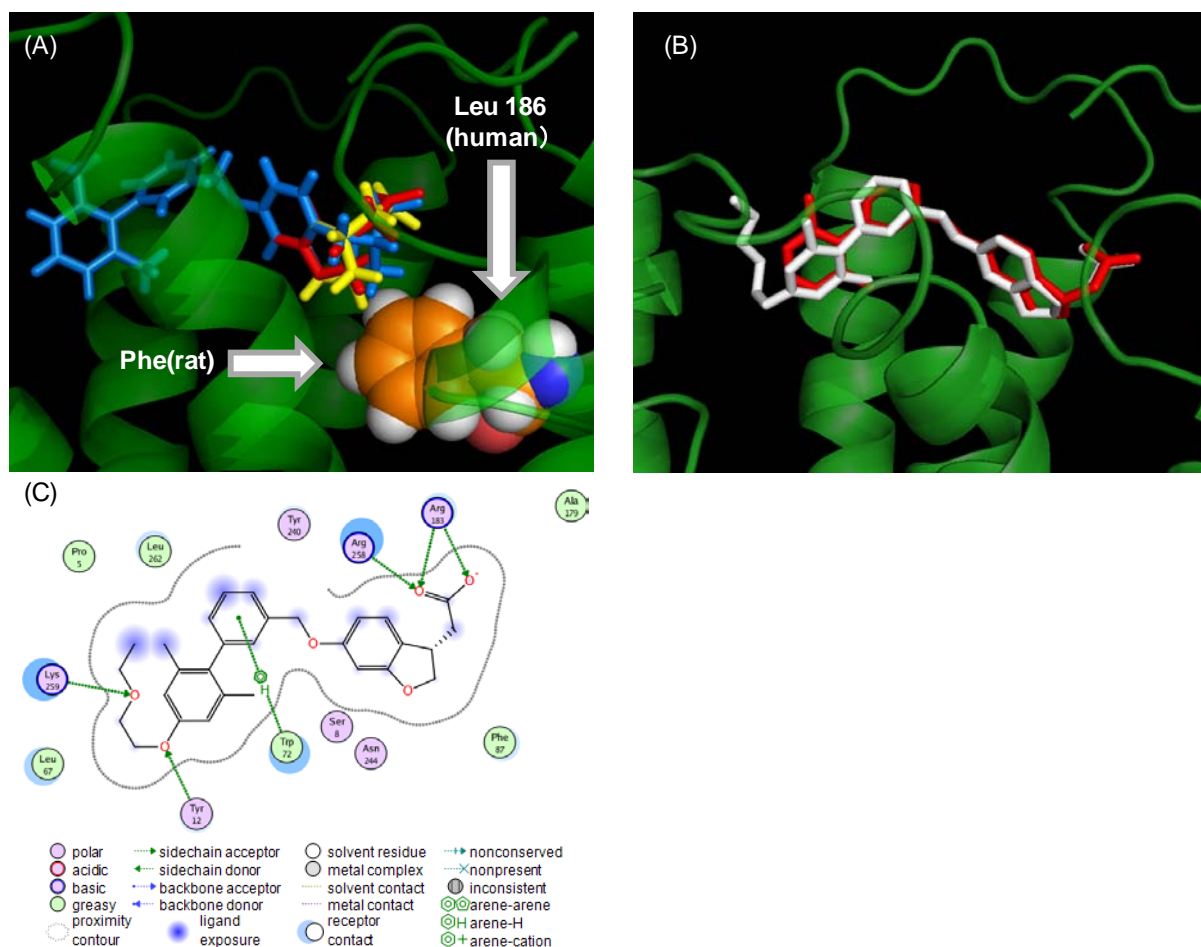 (A)
Leu 186
(human)
Phe(rat)
(B)
(C)
Ala
179
Arg
183
Tyr
240
Arg
258
Pro
5
Leu
262
O
O-
O
O
Lys
259
O
H
Ser
8
Phe
87
Trp
72
Asn
244
Leu
67
O
Tyr
12
polar sidechain acceptor solvent residue nonconserved
acidic sidechain donor metal complex nonpresent
basic backbone acceptor solvent contact inconsistent
greasy backbone donor metal contact arene-arene
proximity contour ligand exposure receptor contact H arene-H
+ arene-cation